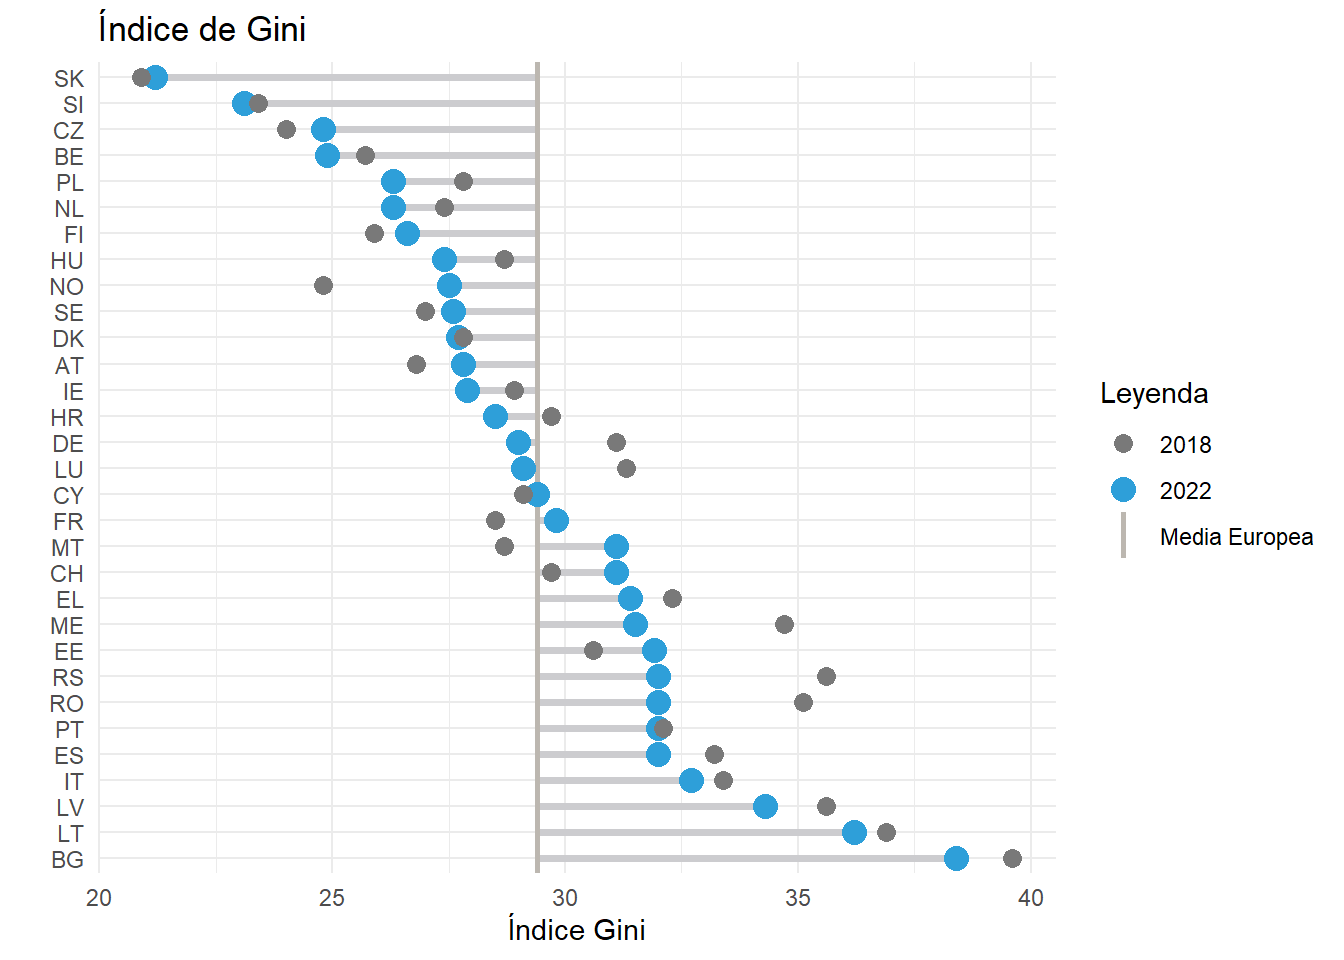 Índice de Gini
SK
SI
CZ
BE
PL
NL
FI
HU
NO
SE
DK
AT
IE
HR
DE
LU
CY
FR
MT
CH
EL
ME
EE
RS
RO
PT
ES
IT
LV
LT
BG
20 25 30 35 40
Índice Gini
Leyenda
2018
2022
Media Europea